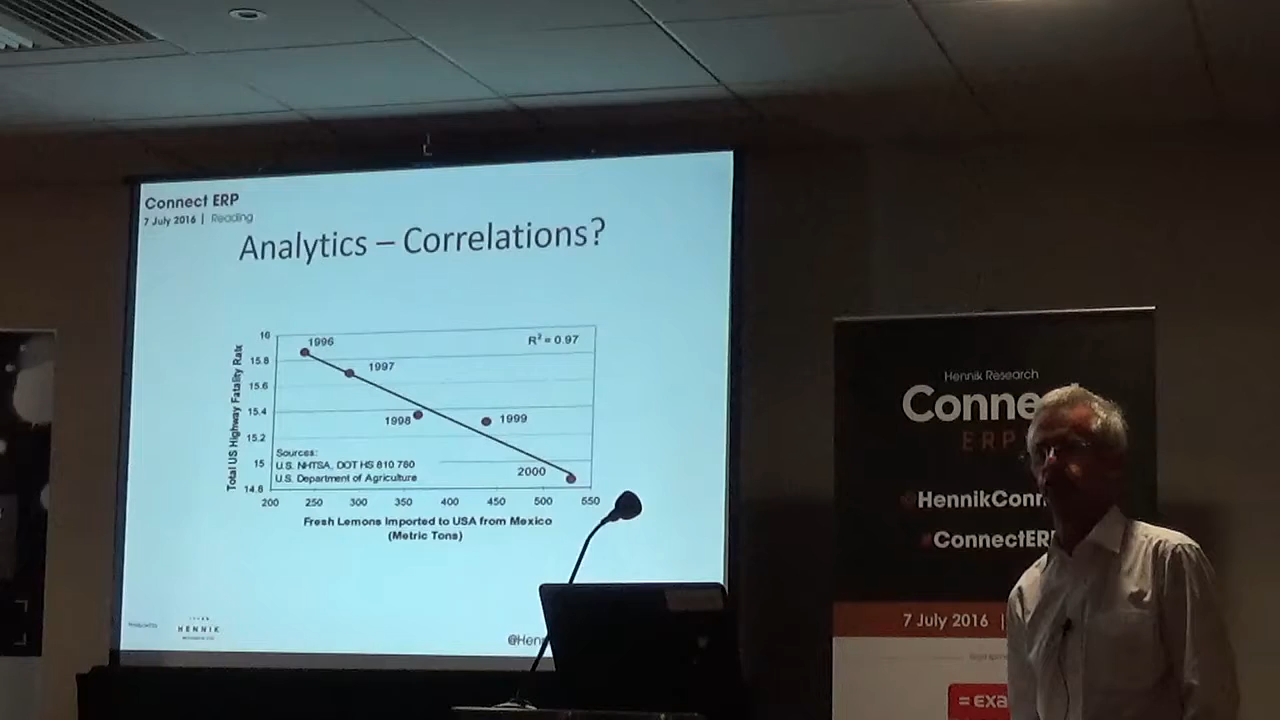 Connect ERP
7 July 2016 | Reading
Analytics – Correlations?
Total US Highway Fatality Rate
16
15.8
15.6
15.4
15.2
15
14.8
1996
1997
1998
1999
2000
R² = 0.97
Sources:
U.S. NHTSA, DOT HS 810 780
U.S. Department of Agriculture
200 250 300 350 400 450 500 550
Fresh Lemons Imported to USA from Mexico
(Metric Tons)
HENNIK
@Henn
Hennik Research
Conne
ERP
@HennikConn
#ConnectERP
7 July 2016 |
=exa